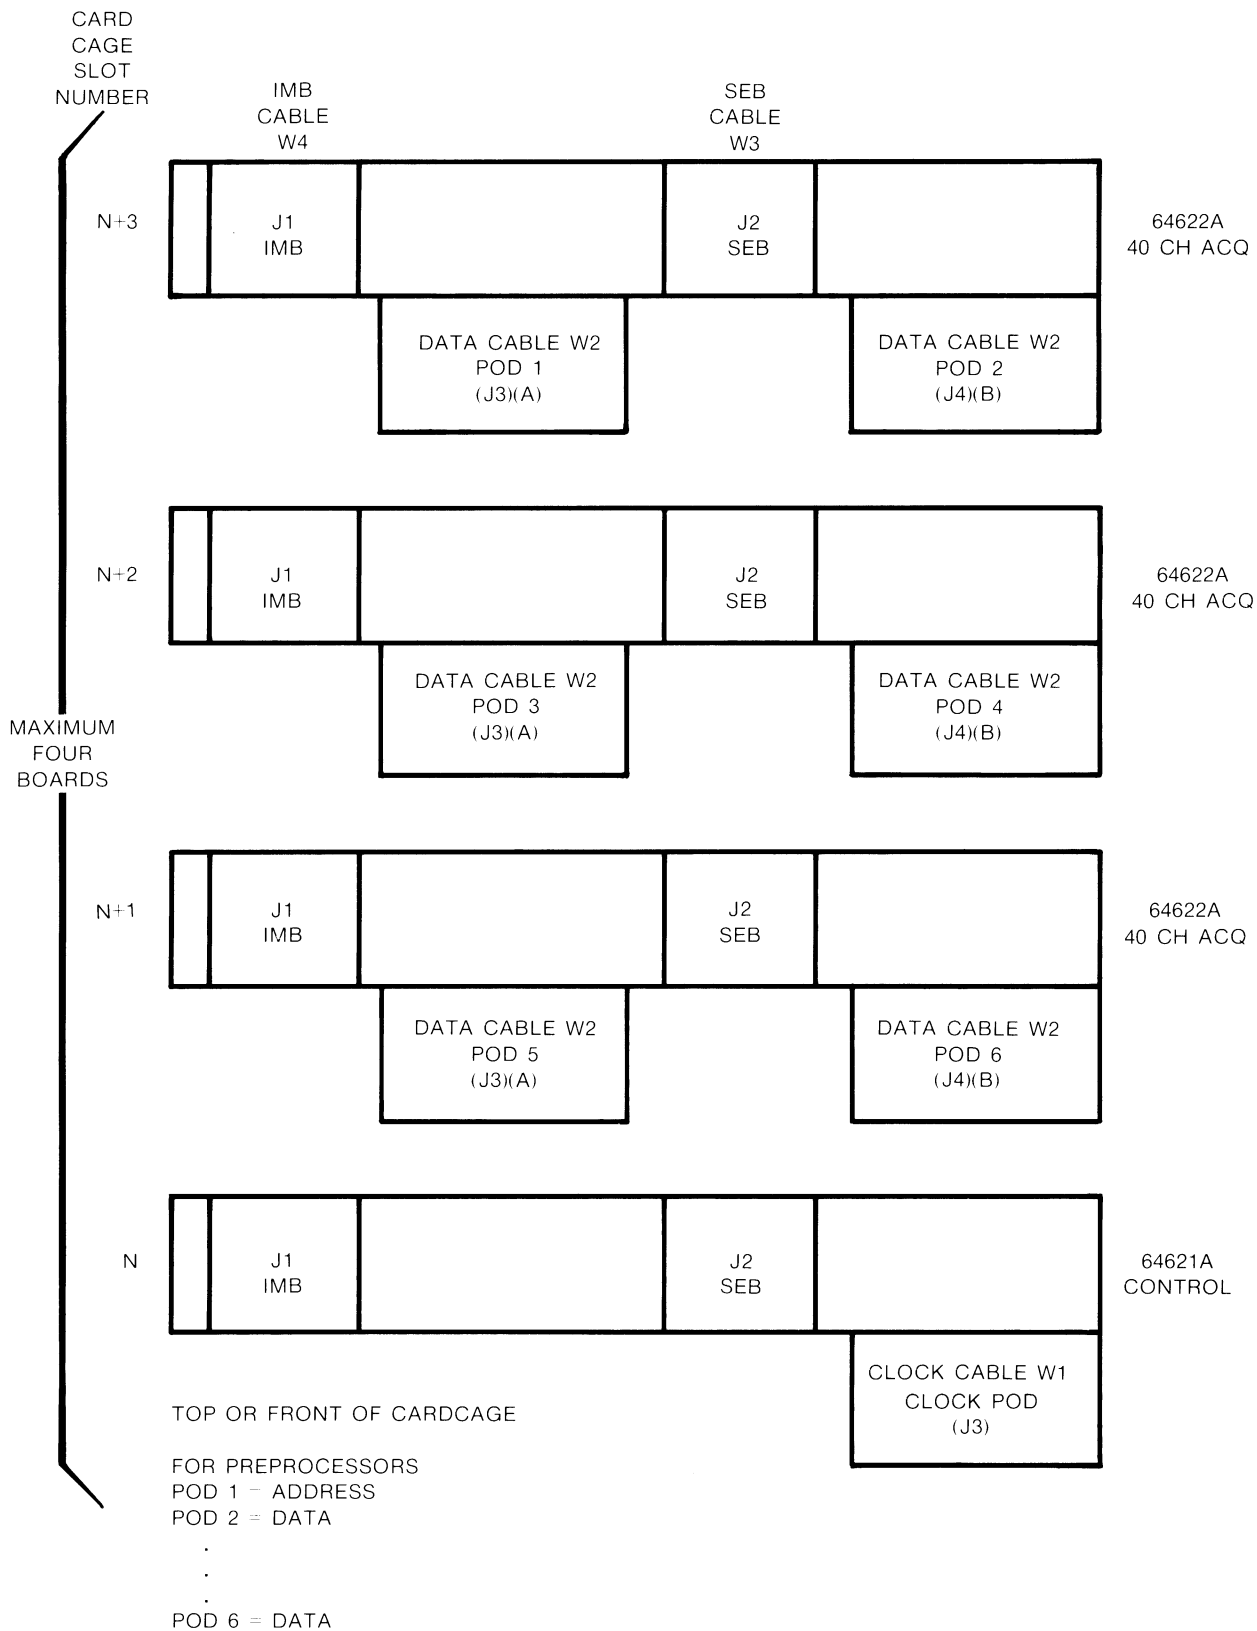 CARD
CAGE
SLOT
NUMBER
IMB
CABLE
W4
SEB
CABLE
W3
N+3
J1
IMB
J2
SEB
64622A
40 CH ACQ
DATA CABLE W2
POD 1
(J3)(A)
DATA CABLE W2
POD 2
(J4)(B)
N+2
J1
IMB
J2
SEB
64622A
40 CH ACQ
DATA CABLE W2
POD 3
(J3)(A)
DATA CABLE W2
POD 4
(J4)(B)
MAXIMUM
FOUR
BOARDS
N+1
J1
IMB
J2
SEB
64622A
40 CH ACQ
DATA CABLE W2
POD 5
(J3)(A)
DATA CABLE W2
POD 6
(J4)(B)
N
J1
IMB
J2
SEB
64621A
CONTROL
CLOCK CABLE W1
CLOCK POD
(J3)
TOP OR FRONT OF CARDCAGE
FOR PREPROCESSORS
POD 1 = ADDRESS
POD 2 = DATA
.
.
.
POD 6 = DATA